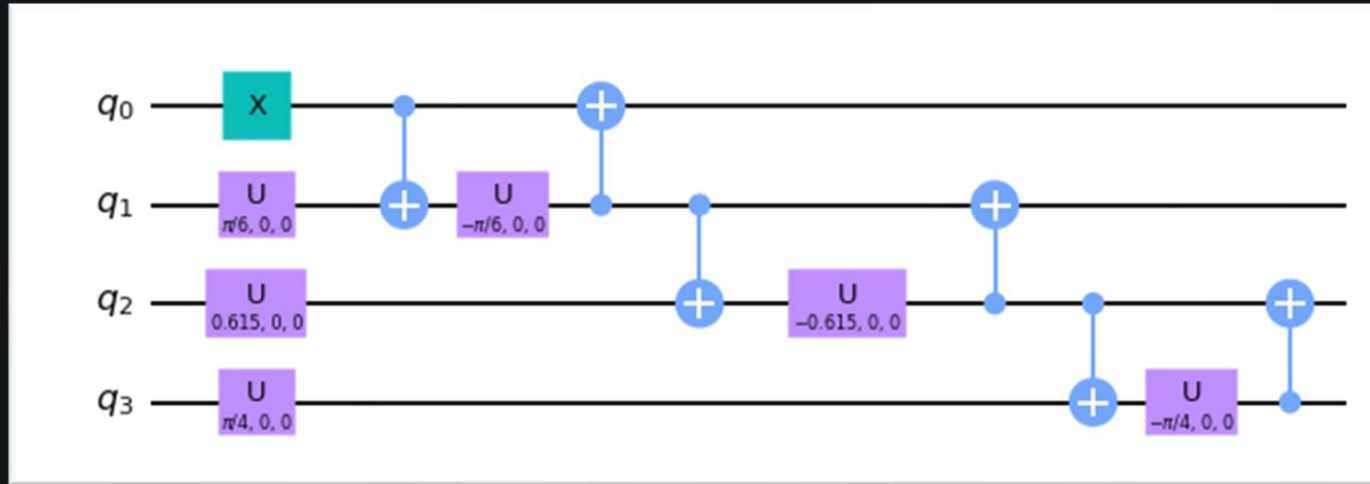 q0 X
q1 U U
π/6, 0, 0 −π/6, 0, 0
q2 U U
0.615, 0, 0 −0.615, 0, 0
q3 U U
π/4, 0, 0 −π/4, 0, 0